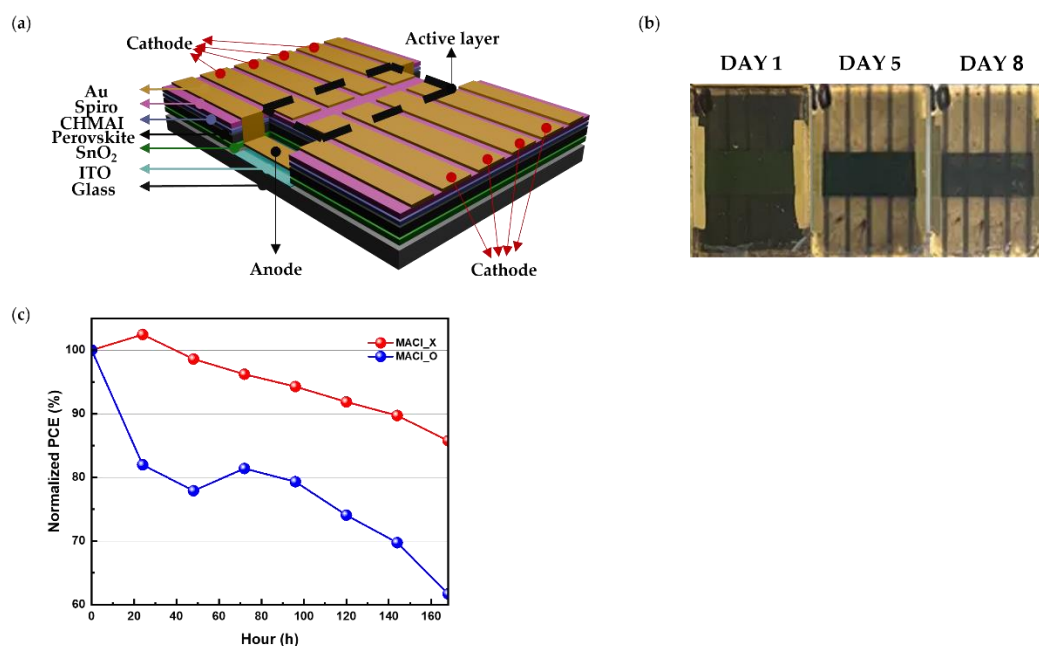 (a)
Cathode
Active layer
Au
Spiro
CHMAI
Perovskite
SnO₂
ITO
Glass
Anode
Cathode
(b)
DAY 1
DAY 5
DAY 8
(c)
Normalized PCE (%)
100
90
80
70
60
MACl_X
MACl_O
0
20
40
60
80
100
120
140
160
Hour (h)